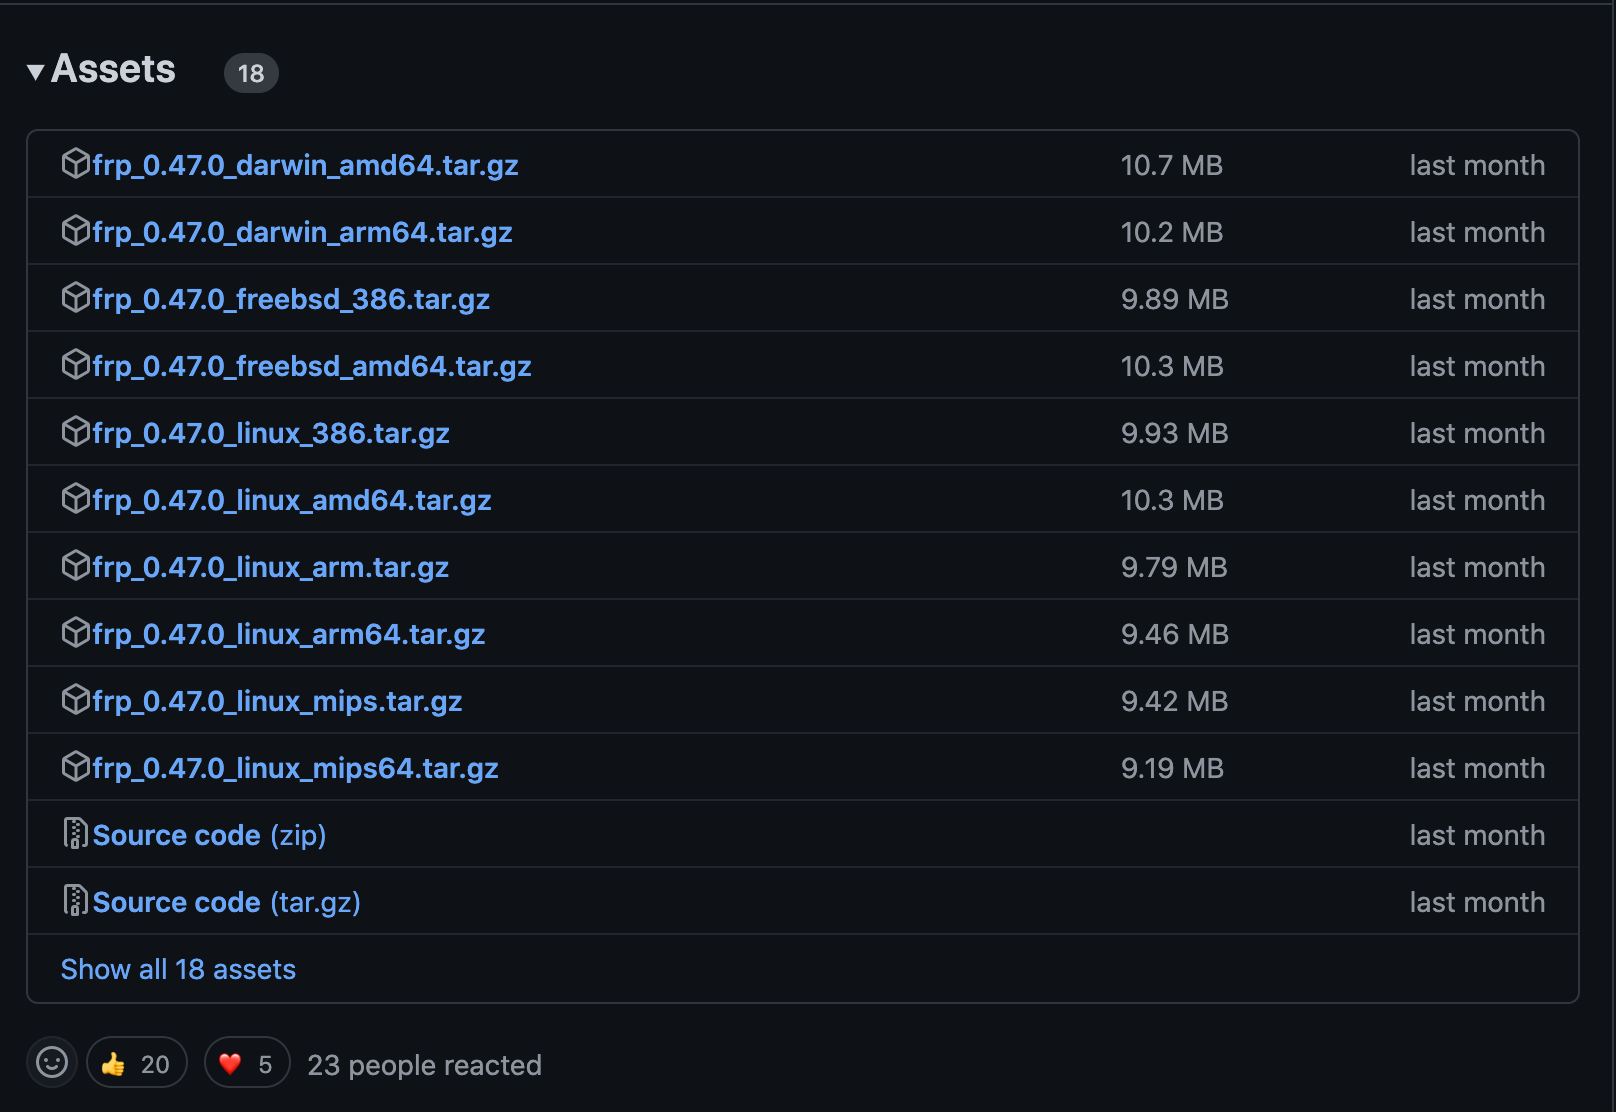 Assets 18
frp_0.47.0_darwin_amd64.tar.gz 10.7 MB last month
frp_0.47.0_darwin_arm64.tar.gz 10.2 MB last month
frp_0.47.0_freebsd_386.tar.gz 9.89 MB last month
frp_0.47.0_freebsd_amd64.tar.gz 10.3 MB last month
frp_0.47.0_linux_386.tar.gz 9.93 MB last month
frp_0.47.0_linux_amd64.tar.gz 10.3 MB last month
frp_0.47.0_linux_arm.tar.gz 9.79 MB last month
frp_0.47.0_linux_arm64.tar.gz 9.46 MB last month
frp_0.47.0_linux_mips.tar.gz 9.42 MB last month
frp_0.47.0_linux_mips64.tar.gz 9.19 MB last month
Source code (zip) last month
Source code (tar.gz) last month
Show all 18 assets
20 5 23 people reacted